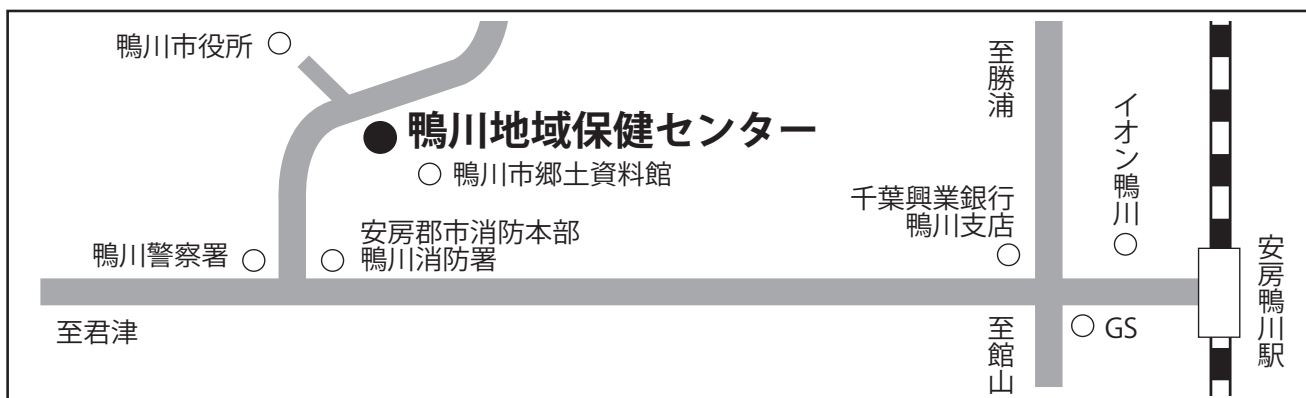 鴨川市役所
鴨川地域保健センター
鴨川市郷土資料館
鴨川警察署
安房郡市消防本部
鴨川消防署
至君津
至勝浦
千葉興業銀行
鴨川支店
イオン鴨川
至館山
GS
安房鴨川駅